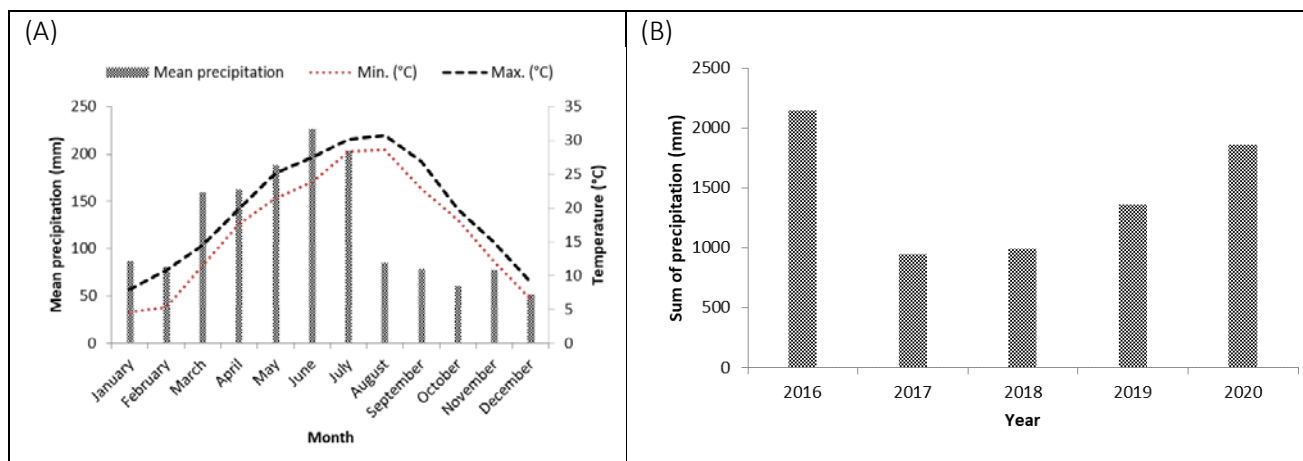 (A)
Mean precipitation Min. (°C) Max. (°C)
Mean precipitation (mm)
250
200
150
100
50
0
35
30
25
20
15
10
5
0
Temperature (°C)
January
February
March
April
May
June
July
August
September
October
November
December
Month
(B)
Sum of precipitation (mm)
2500
2000
1500
1000
500
0
2016 2017 2018 2019 2020
Year